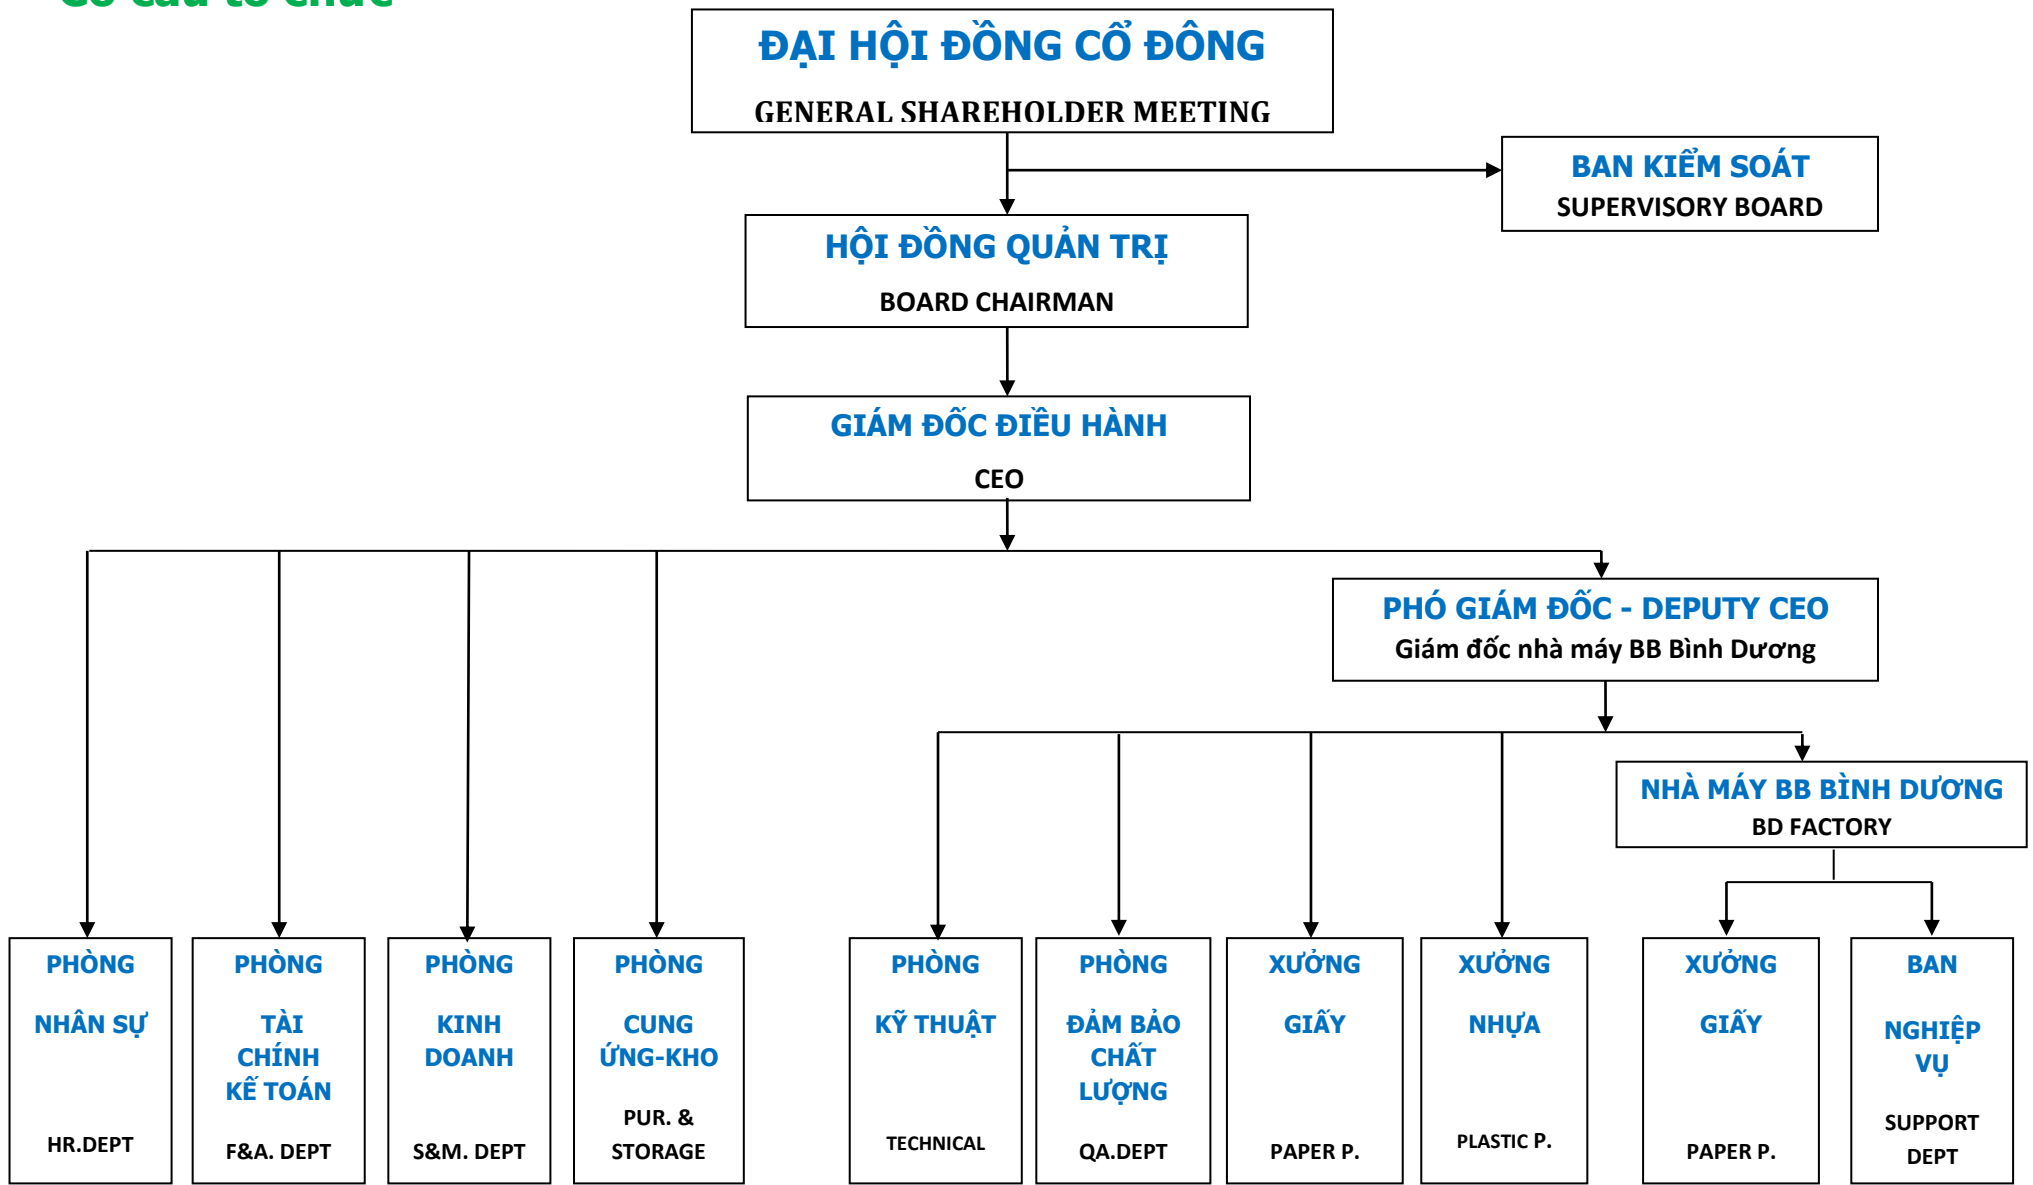 Cơ cấu tổ chức
ĐẠI HỘI ĐỒNG CỔ ĐÔNG
GENERAL SHAREHOLDER MEETING
BAN KIỂM SOÁT
SUPERVISORY BOARD
HỘI ĐỒNG QUẢN TRỊ
BOARD CHAIRMAN
GIÁM ĐỐC ĐIỀU HÀNH
CEO
PHÓ GIÁM ĐỐC - DEPUTY CEO
Giám đốc nhà máy BB Bình Dương
NHÀ MÁY BB BÌNH DƯƠNG
BD FACTORY
PHÒNG
NHÂN SỰ
HR.DEPT
PHÒNG
TÀI
CHÍNH
KẾ TOÁN
F&A. DEPT
PHÒNG
KINH
DOANH
S&M. DEPT
PHÒNG
CUNG
ỨNG-KHO
PUR. &
STORAGE
PHÒNG
KỸ THUẬT
TECHNICAL
PHÒNG
ĐẢM BẢO
CHẤT
LƯỢNG
QA.DEPT
XƯỞNG
GIẤY
PAPER P.
XƯỞNG
NHỰA
PLASTIC P.
XƯỞNG
GIẤY
PAPER P.
BAN
NGHIỆP
VỤ
SUPPORT
DEPT